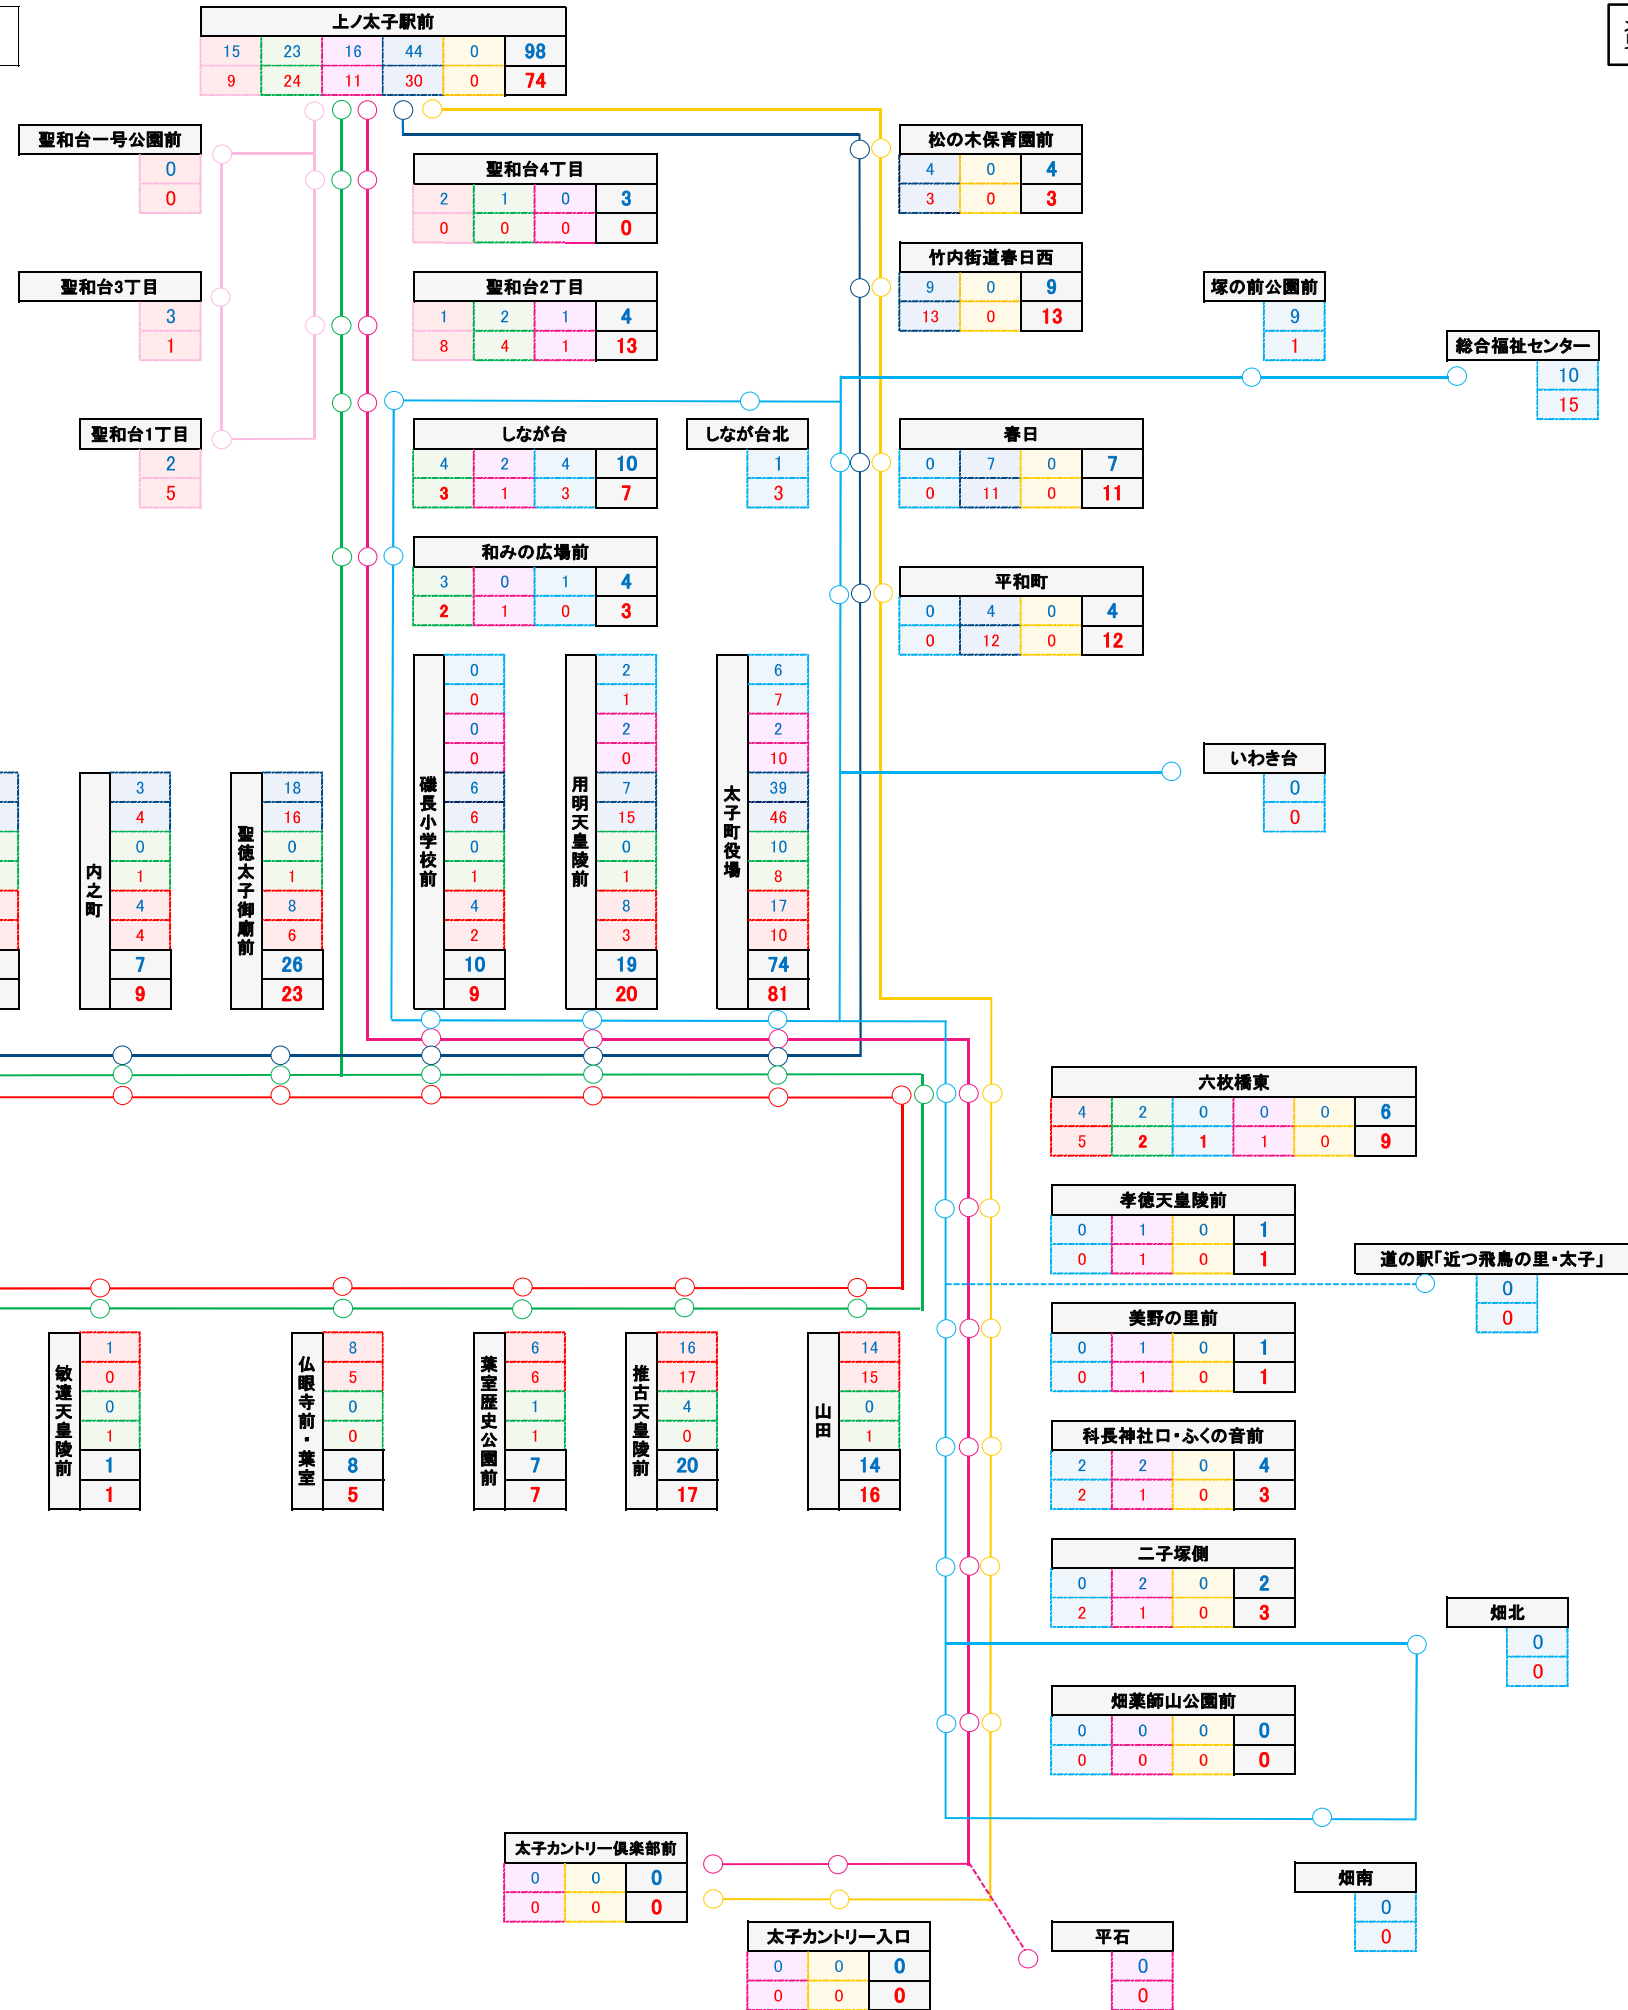 上ノ太子駅前
15 23 16 44 0 98
9 24 11 30 0 74
聖和台一号公園前
0
0
聖和台4丁目
2 1 0 3
0 0 0 0
松の木保育園前
4 0 4
3 0 3
聖和台3丁目
3
1
聖和台2丁目
1 2 1 4
8 4 1 13
竹内街道春日西
9 0 9
13 0 13
塚の前公園前
9
1
総合福祉センター
10
15
聖和台1丁目
2
5
しなが台
4 2 4 10
3 1 3 7
しなが台北
1
3
春日
0 7 0 7
0 11 0 11
和みの広場前
3 0 1 4
2 1 0 3
平和町
0 4 0 4
0 12 0 12
内之町
3
4
0
1
4
4
7
9
聖徳太子御廟前
18
16
0
1
8
6
26
23
磯長小学校前
0
0
0
0
6
6
0
1
4
2
10
9
用明天皇陵前
2
1
2
0
7
15
0
1
8
3
19
20
太子町役場
6
7
2
10
39
46
10
8
17
10
74
81
いわき台
0
0
六枚橋東
4 2 0 0 0 6
5 2 1 1 0 9
孝徳天皇陵前
0 1 0 1
0 1 0 1
道の駅「近つ飛鳥の里・太子」
0
0
美野の里前
0 1 0 1
0 1 0 1
敏達天皇陵前
1
0
0
1
1
1
仏眼寺前・葉室
8
5
0
0
8
5
葉室歴史公園前
6
6
1
1
7
7
推古天皇陵前
16
17
4
0
20
17
山田
14
15
0
1
14
16
科長神社口・ふくの音前
2 2 0 4
2 1 0 3
二子塚側
0 2 0 2
2 1 0 3
畑北
0
0
畑薬師山公園前
0 0 0 0
0 0 0 0
太子カントリー倶楽部前
0 0 0
0 0 0
畑南
0
0
太子カントリー入口
0 0 0
0 0 0
平石
0
0